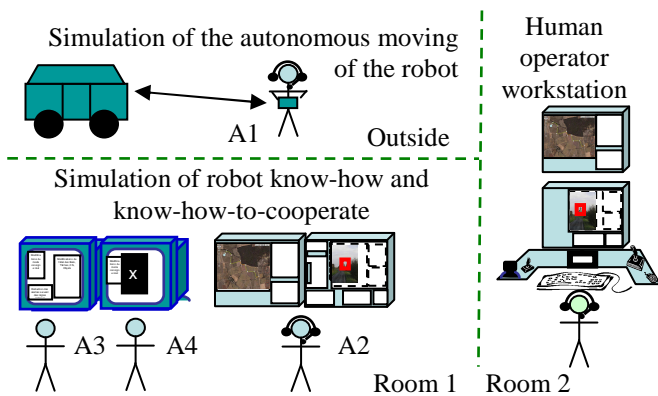 Simulation of the autonomous moving
of the robot
A1
Outside
Human
operator
workstation
Simulation of robot know-how and
know-how-to-cooperate
X
A3
A4
A2
Room 1
Room 2